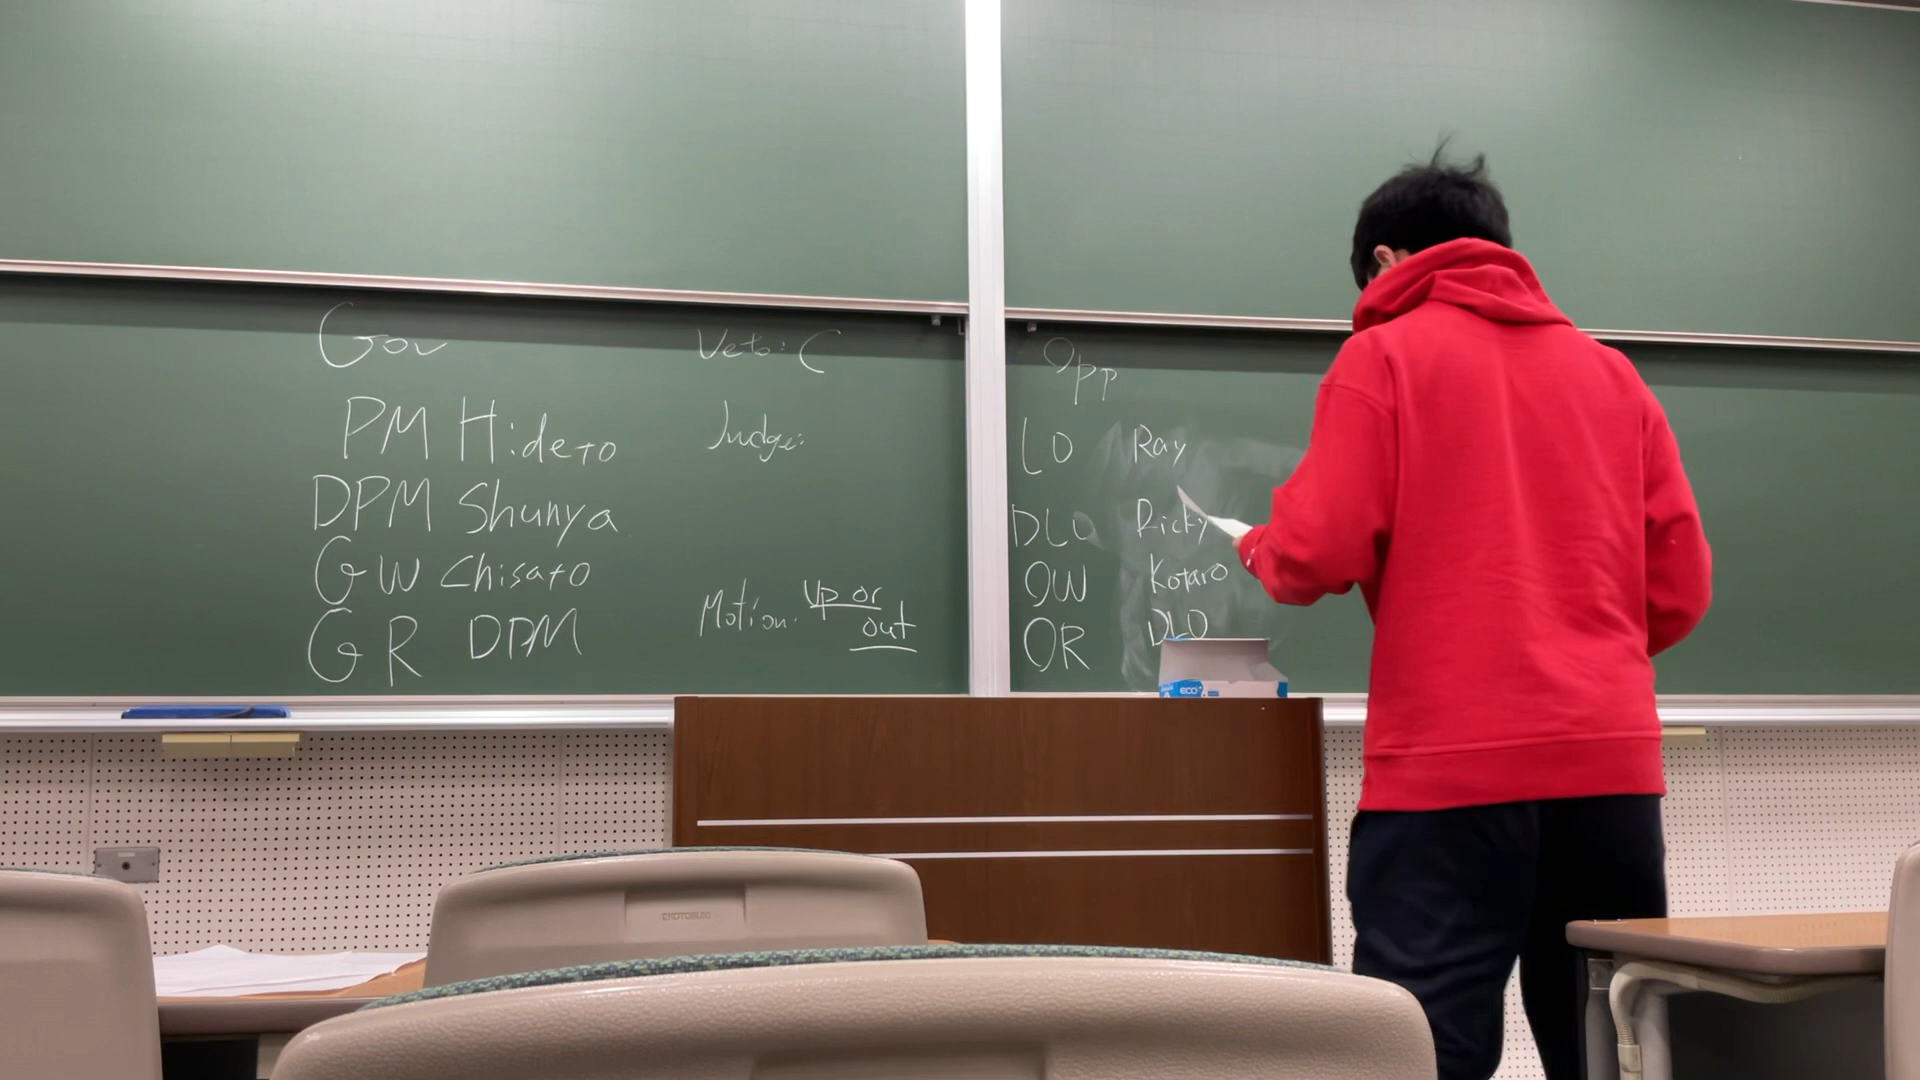 Gov
PM Hideto
DPM Shunya
GW Chisato
GR DPM
Veto: C
Judge:
Motion: Up or
out
Opp
LO Ray
DLO Ricky
OW Kotaro
OR DLO
eco